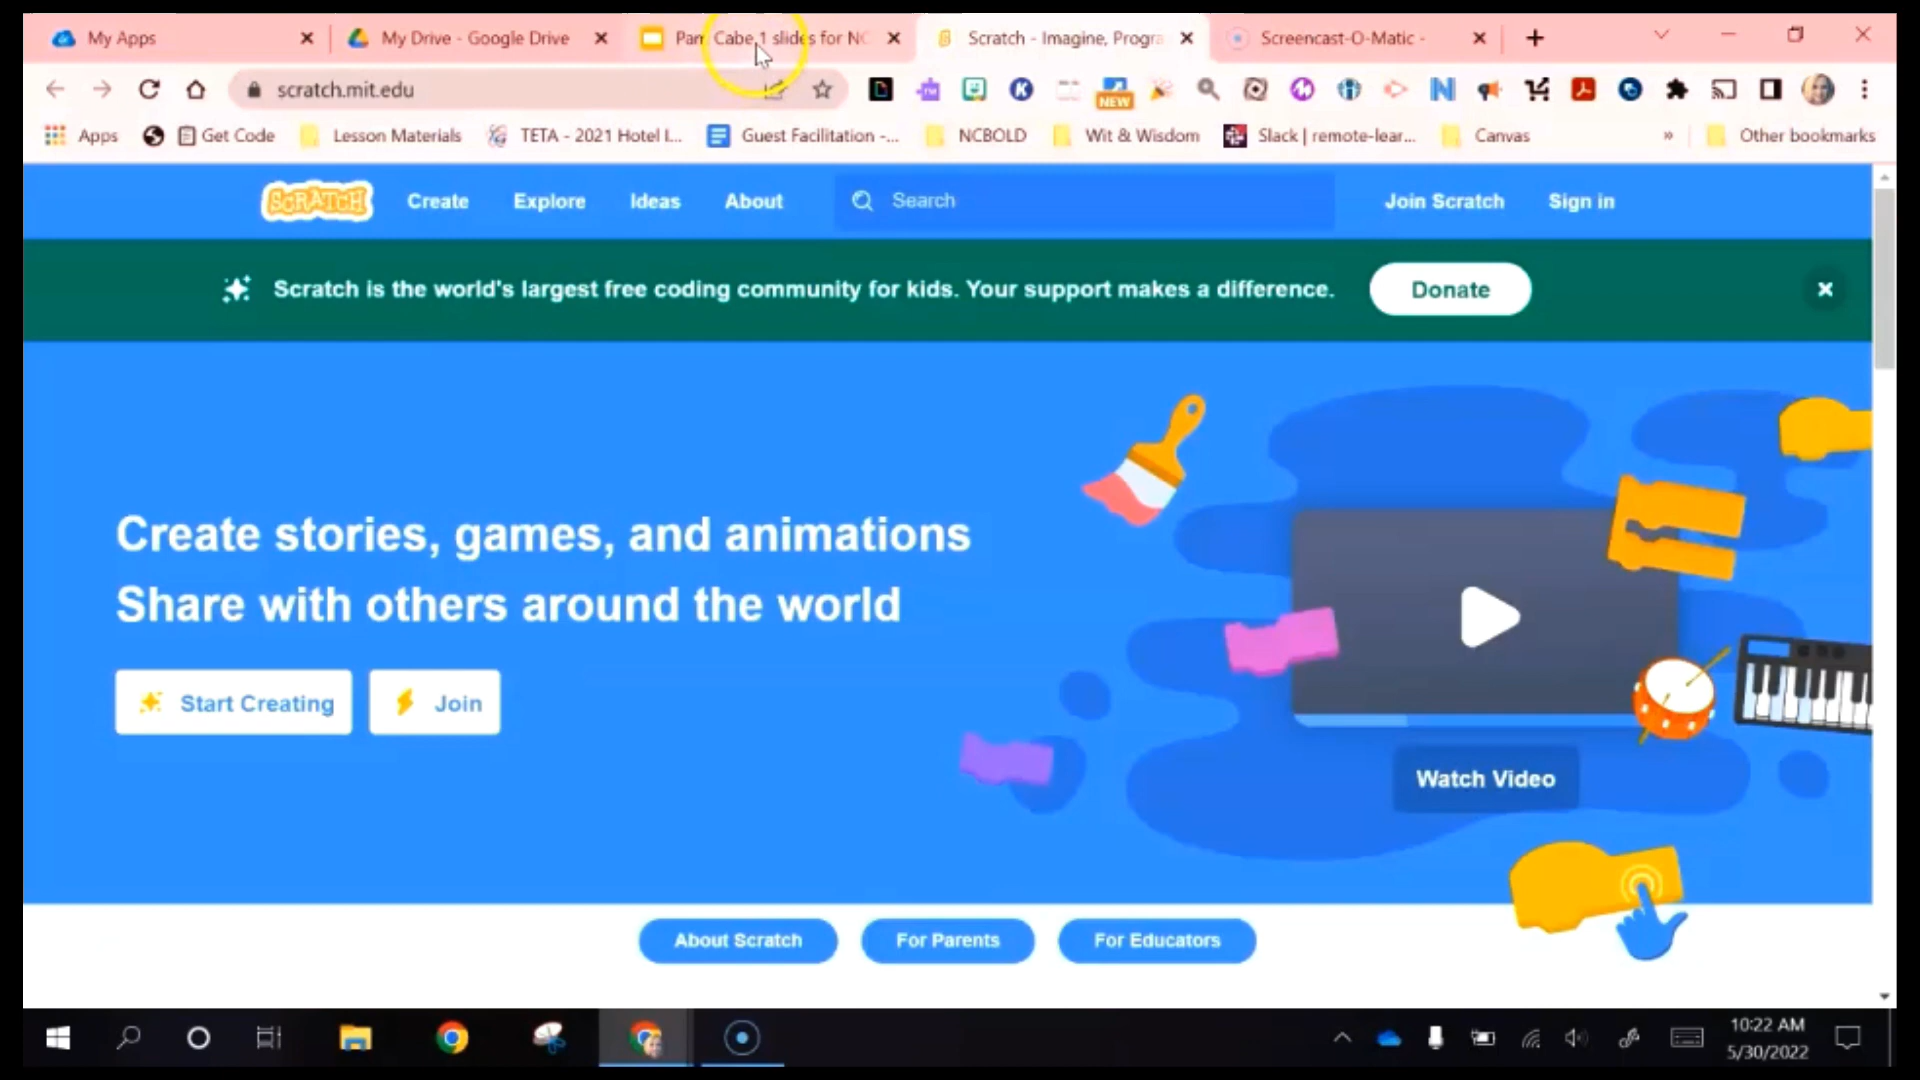 My Apps
My Drive - Google Drive
Cabe 1 slides for NC
Scratch - Imagine, Progra
Screencast-O-Matic -
scratch.mit.edu
NEW
Apps
Get Code
Lesson Materials
TETA - 2021 Hotel I...
Guest Facilitation -...
NCBOLD
Wit & Wisdom
Slack | remote-lear...
Canvas
»
Other bookmarks
SCRATCH
Create
Explore
Ideas
About
Search
Join Scratch
Sign in
Scratch is the world's largest free coding community for kids. Your support makes a difference.
Donate
Create stories, games, and animations
Share with others around the world
Start Creating
Join
Watch Video
About Scratch
For Parents
For Educators
10:22 AM
5/30/2022